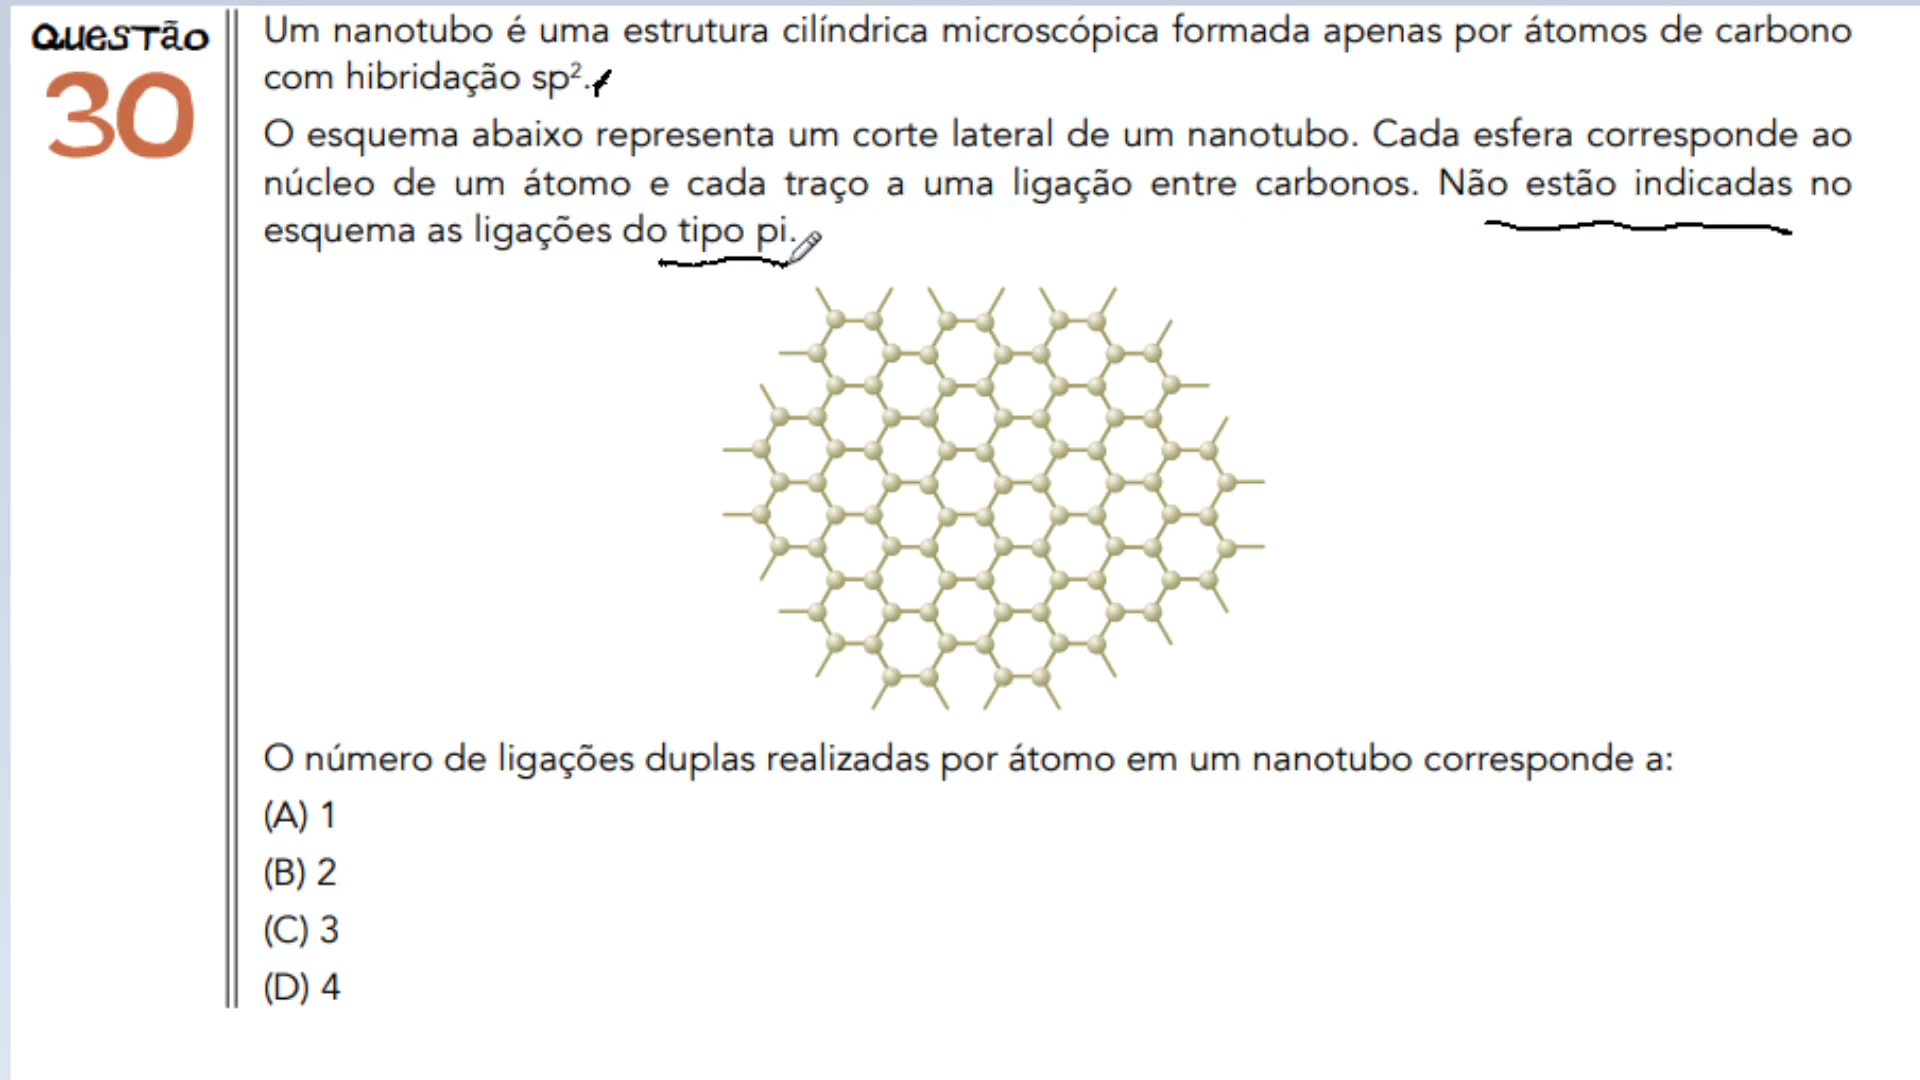 QUESTÃO
30
Um nanotubo é uma estrutura cilíndrica microscópica formada apenas por átomos de carbono
com hibridação sp².
O esquema abaixo representa um corte lateral de um nanotubo. Cada esfera corresponde ao
núcleo de um átomo e cada traço a uma ligação entre carbonos. Não estão indicadas no
esquema as ligações do tipo pi.
O número de ligações duplas realizadas por átomo em um nanotubo corresponde a:
(A) 1
(B) 2
(C) 3
(D) 4